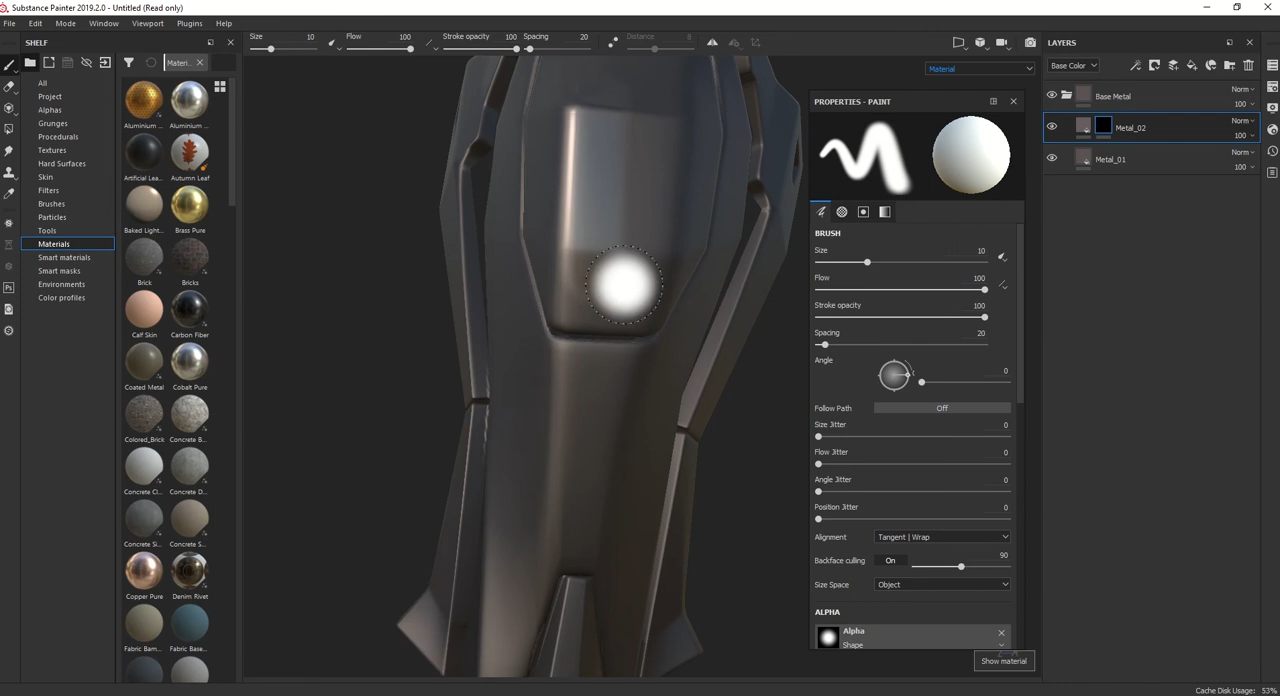 Substance Painter 2019.2.0 - Untitled (Read only)
File Edit Mode Window Viewport Plugins Help
SHELF
Size 10 Flow 100 Stroke opacity 100 Spacing 20 Distance 8
Materi...
All
Project
Alphas
Grunges
Procedurals
Textures
Hard Surfaces
Skin
Filters
Brushes
Particles
Tools
Materials
Smart materials
Smart masks
Environments
Color profiles
Aluminium ... Aluminium ...
Artificial Lea... Autumn Leaf
Baked Light... Brass Pure
Brick Bricks
Calf Skin Carbon Fiber
Coated Metal Cobalt Pure
Colored_Brick Concrete B...
Concrete Cl... Concrete D...
Concrete Si... Concrete S...
Copper Pure Denim Rivet
Fabric Bam... Fabric Base...
Material
PROPERTIES - PAINT
BRUSH
Size 10
Flow 100
Stroke opacity 100
Spacing 20
Angle 0
Follow Path Off
Size Jitter 0
Flow Jitter 0
Angle Jitter 0
Position Jitter 0
Alignment Tangent | Wrap
Backface culling On 90
Size Space Object
ALPHA
Alpha
Shape
Show material
LAYERS
Base Color
Base Metal Norm 100
Metal_02 Norm 100
Metal_01 Norm 100
Ps
Cache Disk Usage: 53%